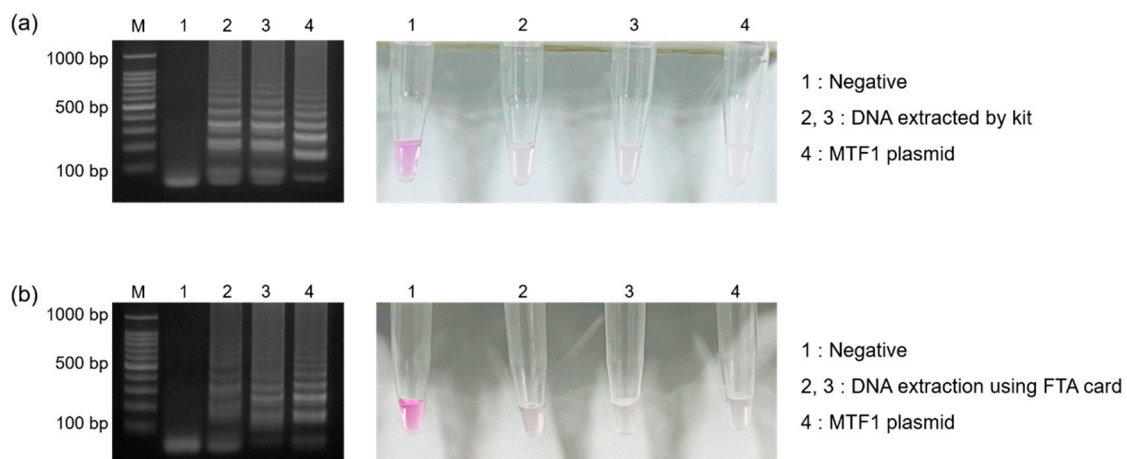 (a)
M 1 2 3 4
1000 bp
500 bp
100 bp
1 2 3 4
1 : Negative
2, 3 : DNA extracted by kit
4 : MTF1 plasmid
(b)
M 1 2 3 4
1000 bp
500 bp
100 bp
1 2 3 4
1 : Negative
2, 3 : DNA extraction using FTA card
4 : MTF1 plasmid